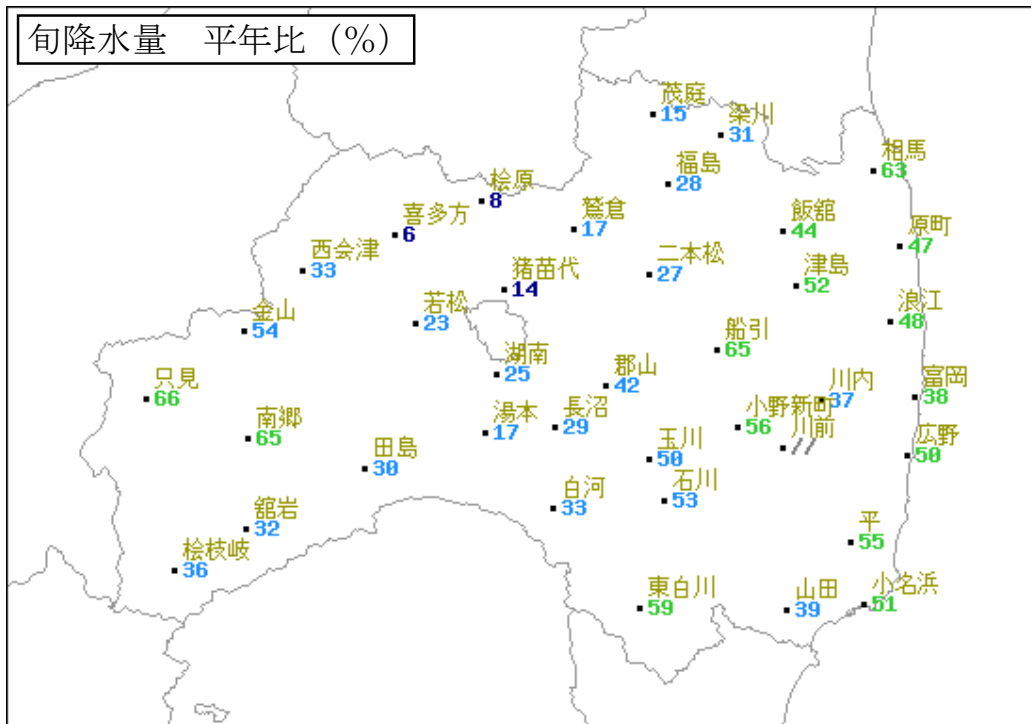 旬降水量　平年比（％）
茂庭
15
梁川
31
相馬
63
福島
28
桧原
8
鷲倉
17
喜多方
6
飯舘
44
原町
47
西会津
33
二本松
27
津島
52
猪苗代
14
若松
23
浪江
48
金山
54
船引
65
湖南
25
郡山
42
只見
66
川内
37
富岡
38
南郷
65
湯本
17
長沼
29
小野新町
56
川前
//
広野
50
田島
30
玉川
50
石川
53
白河
33
舘岩
32
平
55
桧枝岐
36
東白川
59
山田
39
小名浜
51